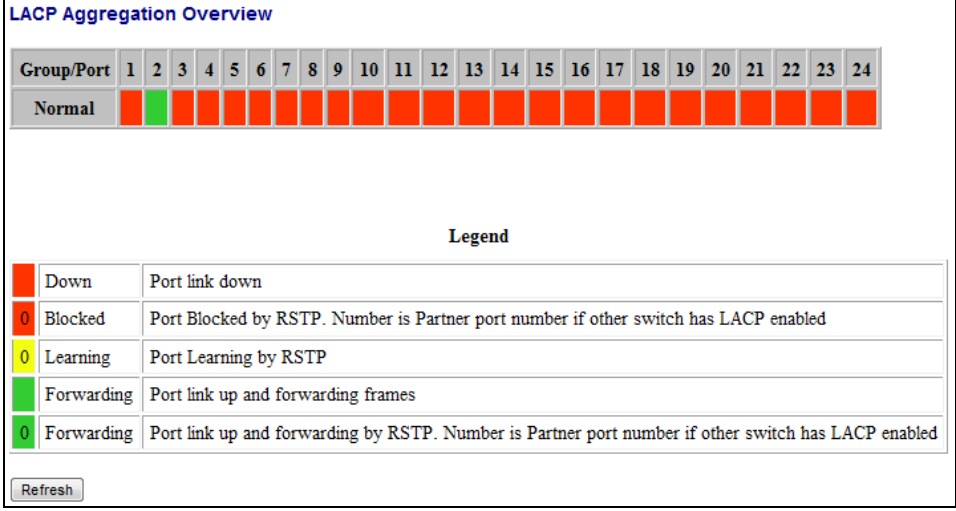 LACP Aggregation Overview
Group/Port 1 2 3 4 5 6 7 8 9 10 11 12 13 14 15 16 17 18 19 20 21 22 23 24
Normal
Legend
Down Port link down
0 Blocked Port Blocked by RSTP. Number is Partner port number if other switch has LACP enabled
0 Learning Port Learning by RSTP
Forwarding Port link up and forwarding frames
0 Forwarding Port link up and forwarding by RSTP. Number is Partner port number if other switch has LACP enabled
Refresh